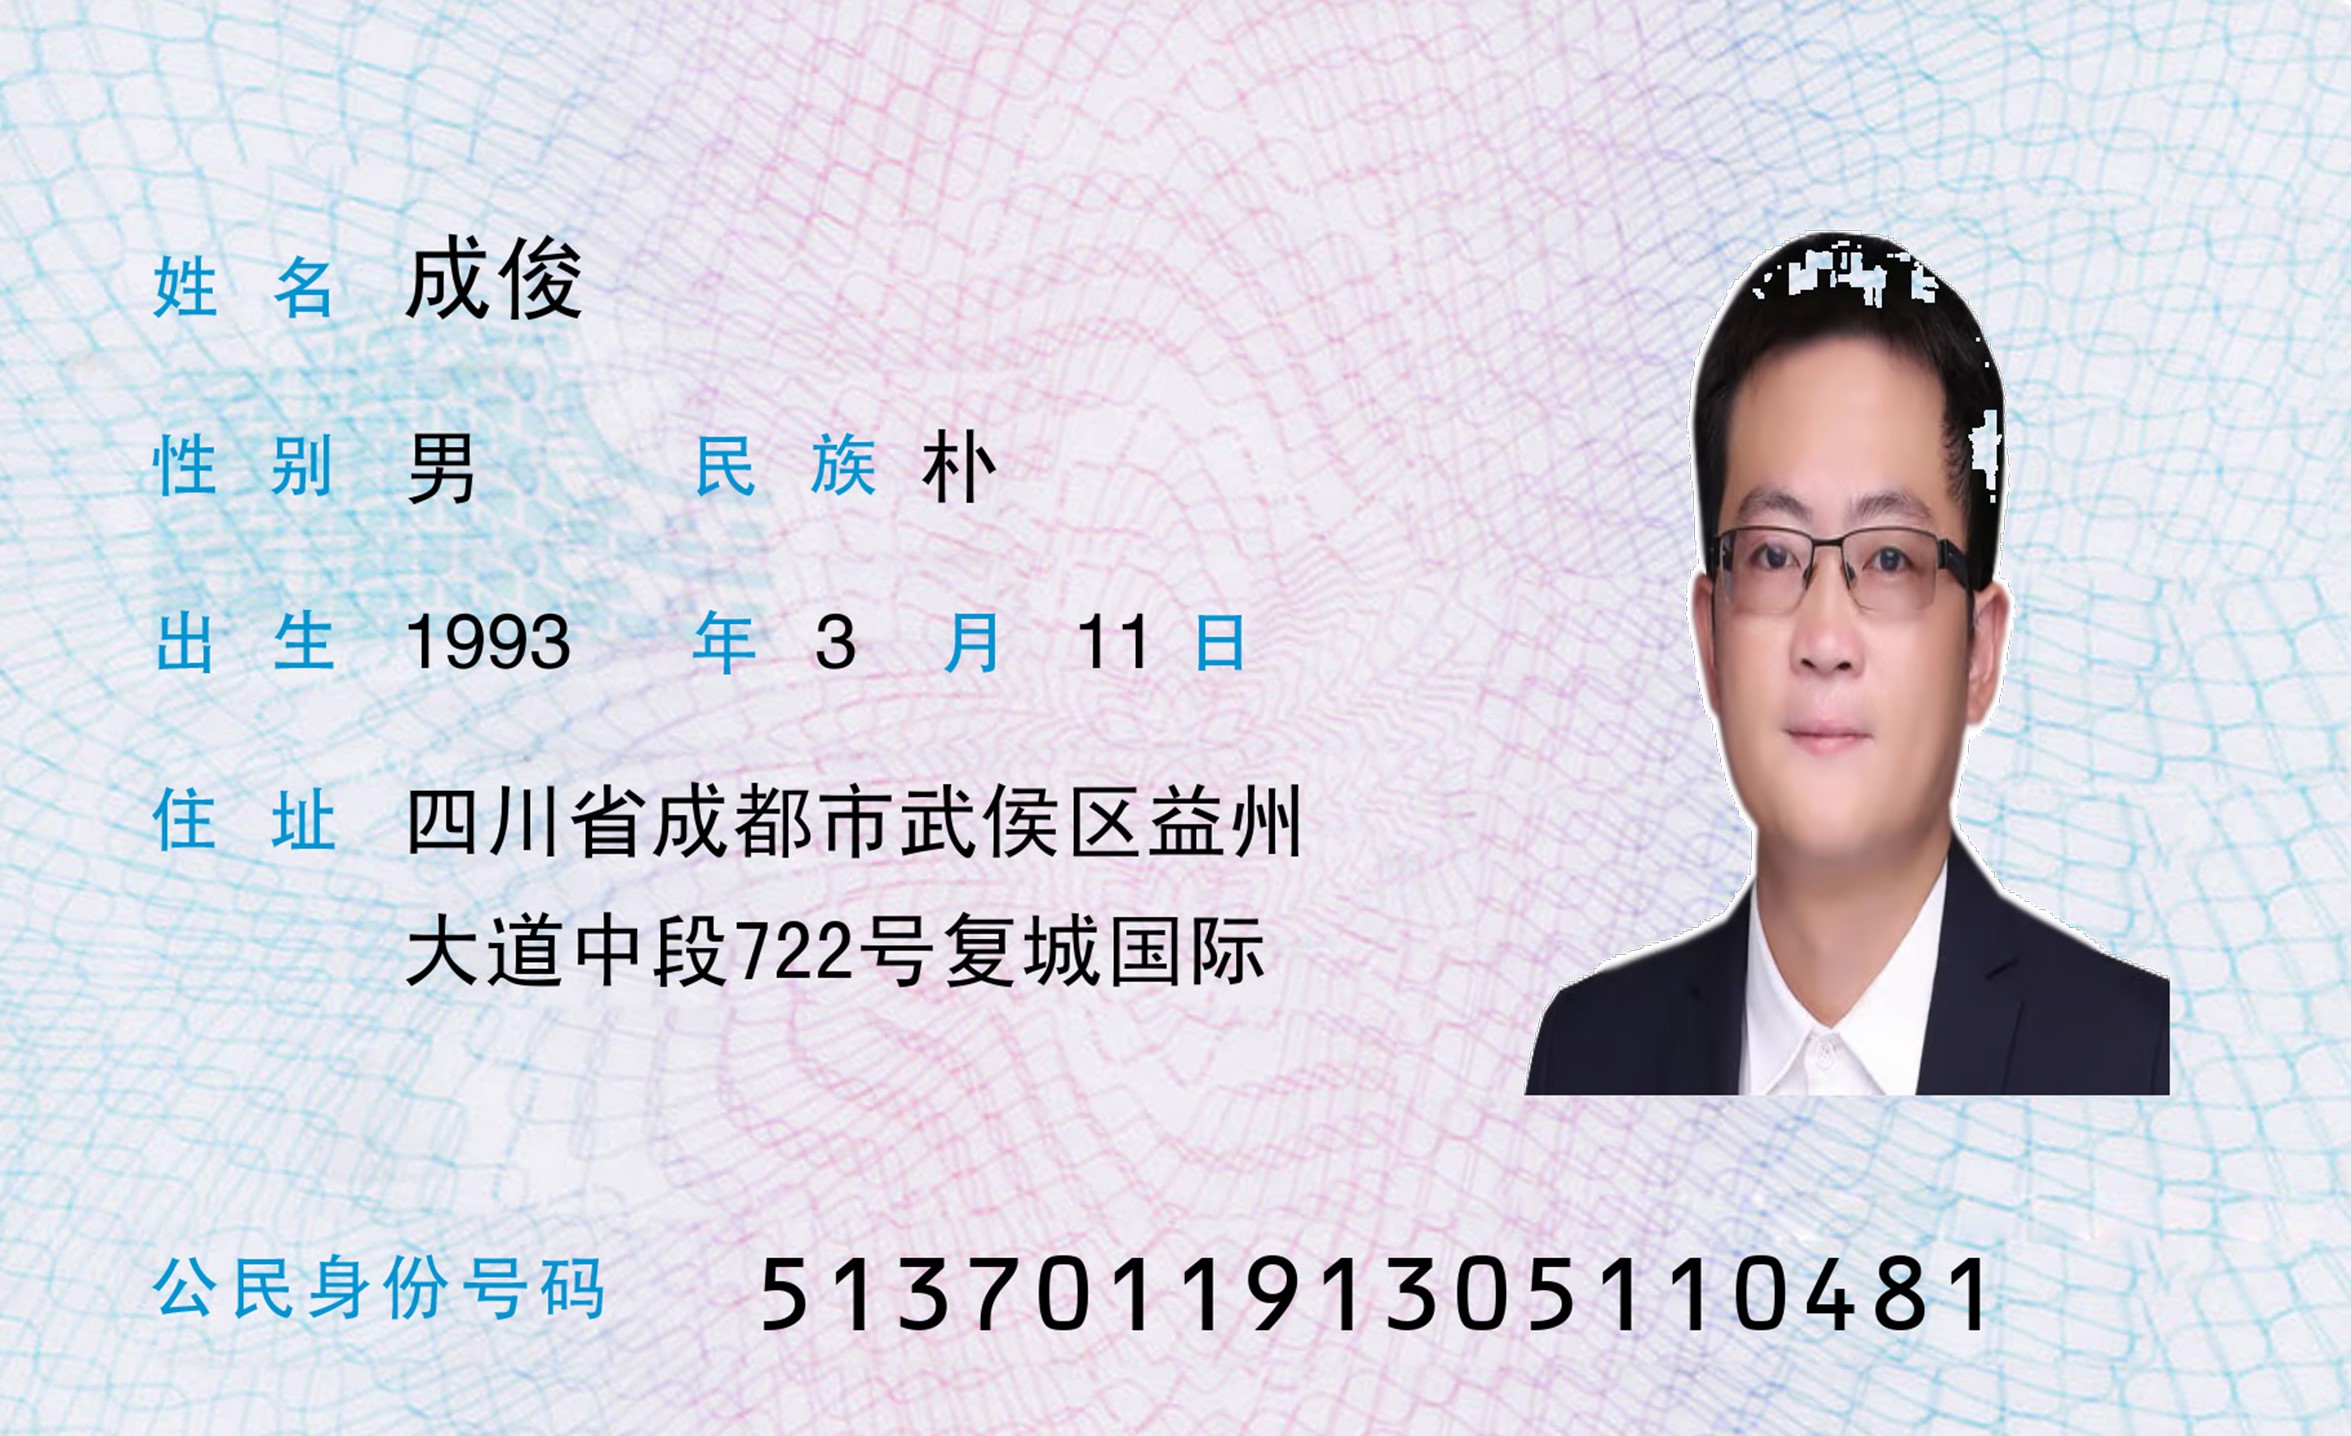 姓 名 成俊
性 别 男 民 族 朴
出 生 1993 年 3 月 11 日
住 址 四川省成都市武侯区益州
大道中段722号复城国际
公民身份号码 513701191305110481